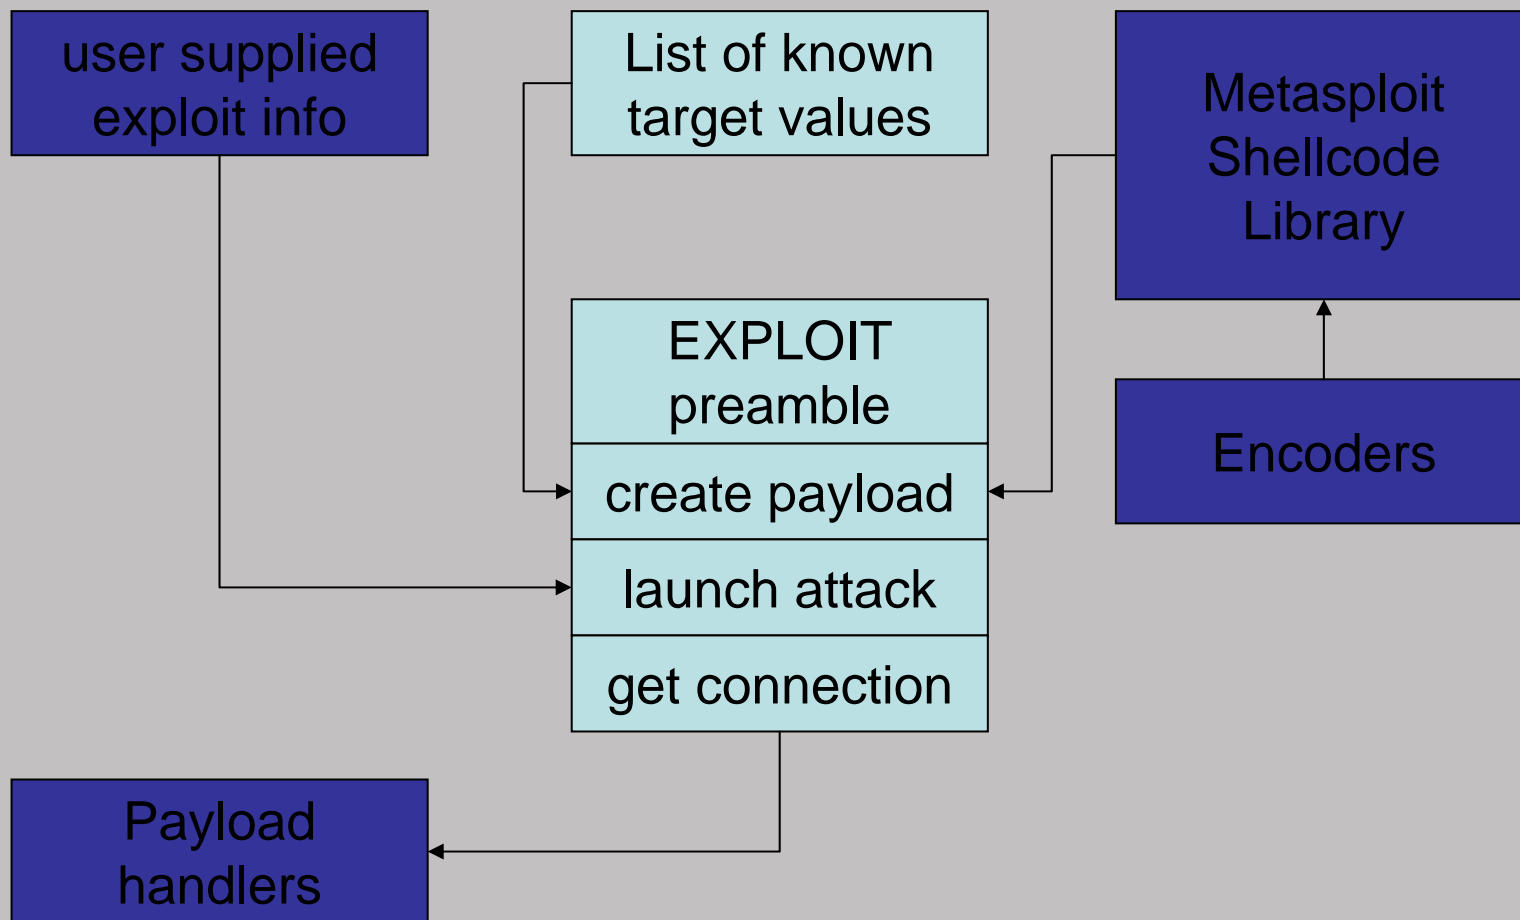 user supplied
exploit info
List of known
target values
Metasploit
Shellcode
Library
EXPLOIT
preamble
create payload
Encoders
launch attack
get connection
Payload
handlers